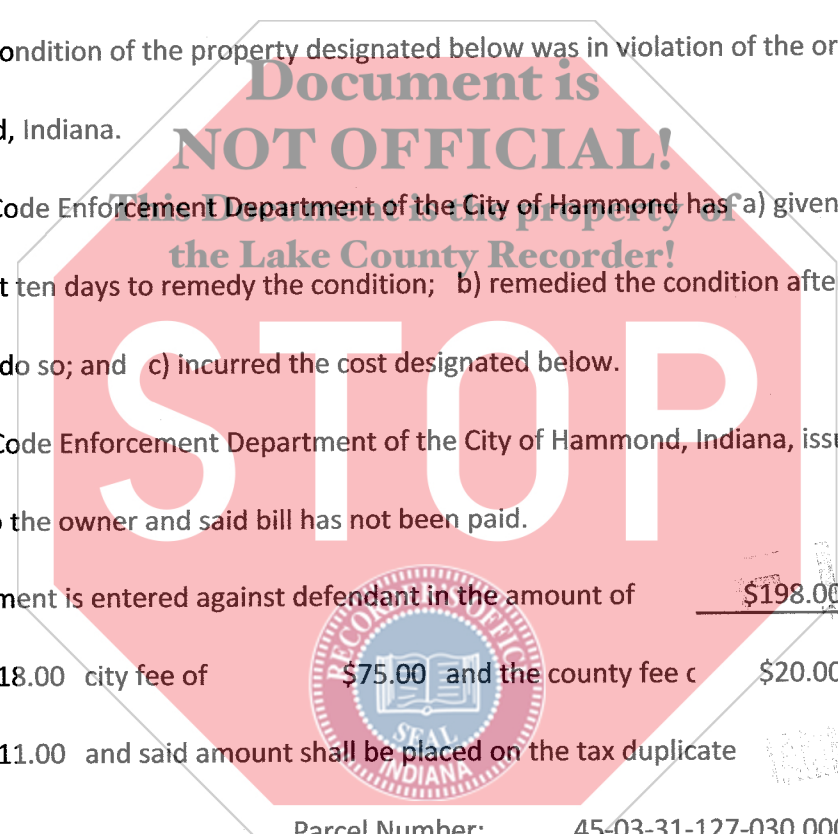 ondition of the property designated below was in violation of the or
Document is
d, Indiana.
NOT OFFICIAL!
Code Enforcement Department of the City of Hammond has a) given
This Document is the property of
the Lake County Recorder!
t ten days to remedy the condition; b) remedied the condition afte
STOP
do so; and c) incurred the cost designated below.
Code Enforcement Department of the City of Hammond, Indiana, issu
o the owner and said bill has not been paid.
ment is entered against defendant in the amount of $198.00
RECORDER'S OFFICE
18.00 city fee of $75.00 and the county fee c $20.00
SEAL
11.00 and said amount shall be placed on the tax duplicate
INDIANA
Parcel Number: 45-03-31-127-030.000